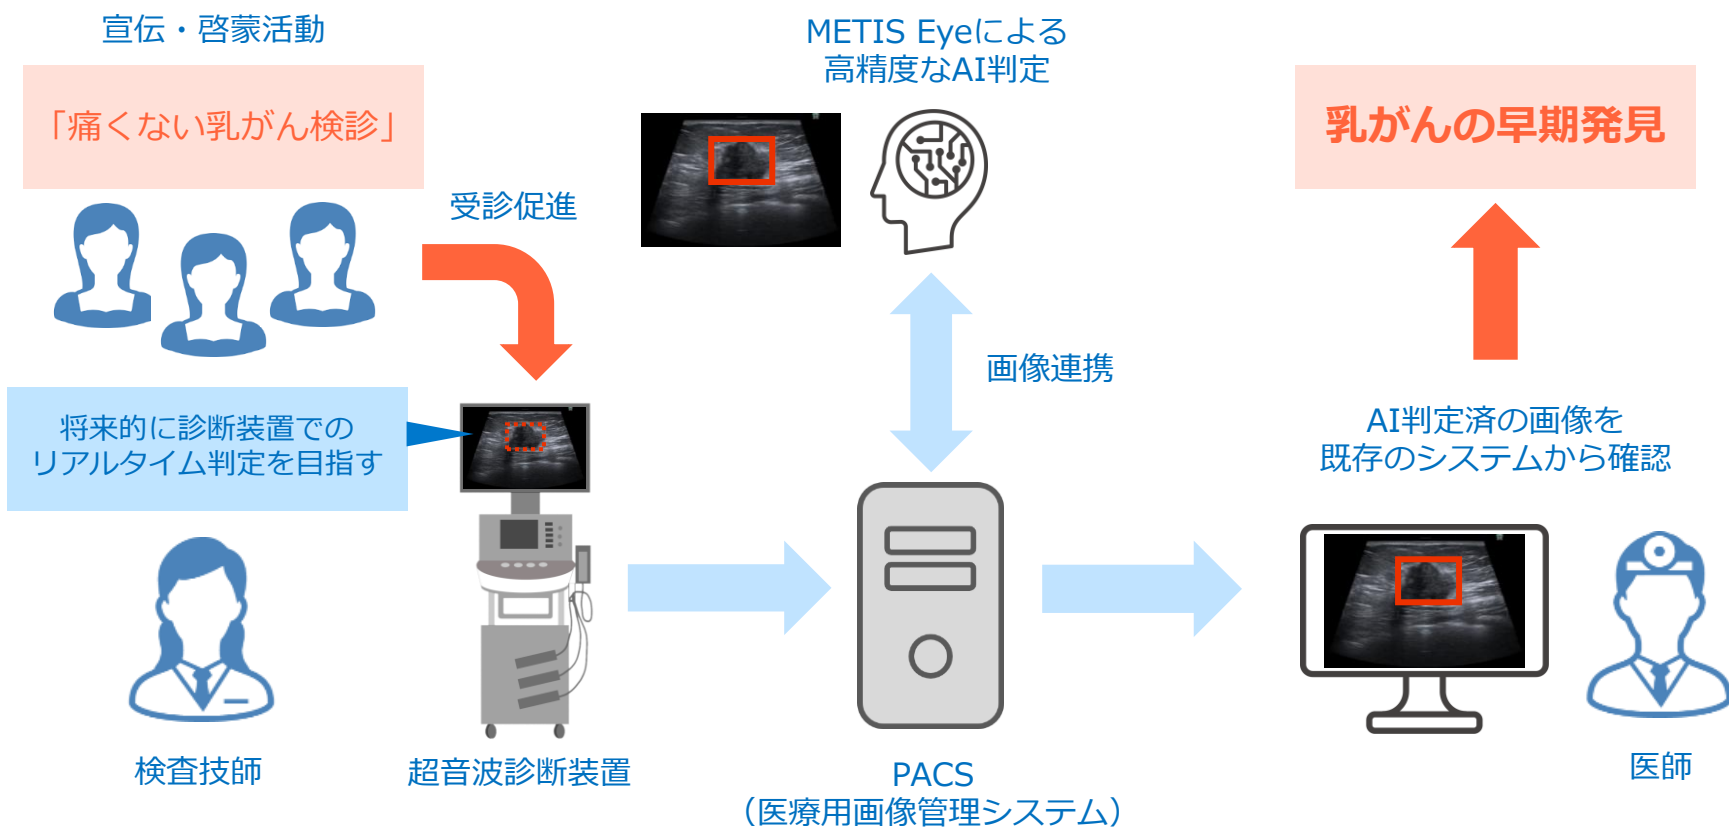 宣伝・啓蒙活動
「痛くない乳がん検診」
受診促進
将来的に診断装置での
リアルタイム判定を目指す
検査技師
超音波診断装置
METIS Eyeによる
高精度なAI判定
画像連携
PACS
（医療用画像管理システム）
乳がんの早期発見
AI判定済の画像を
既存のシステムから確認
医師